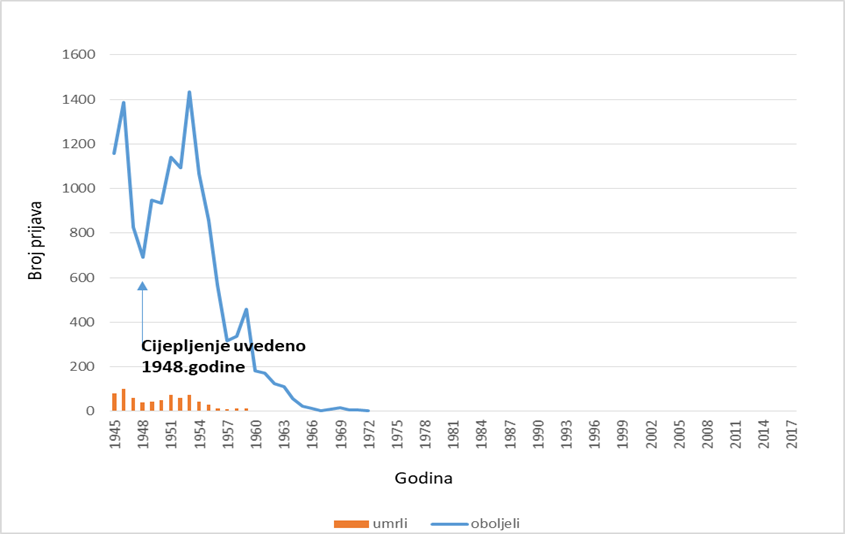 1600
1400
1200
1000
800
600
400
200
0
Broj prijava
Cijepljenje uvedeno
1948.godine
1945 1948 1951 1954 1957 1960 1963 1966 1969 1972 1975 1978 1981 1984 1987 1990 1993 1996 1999 2002 2005 2008 2011 2014 2017
Godina
umrli oboljeli